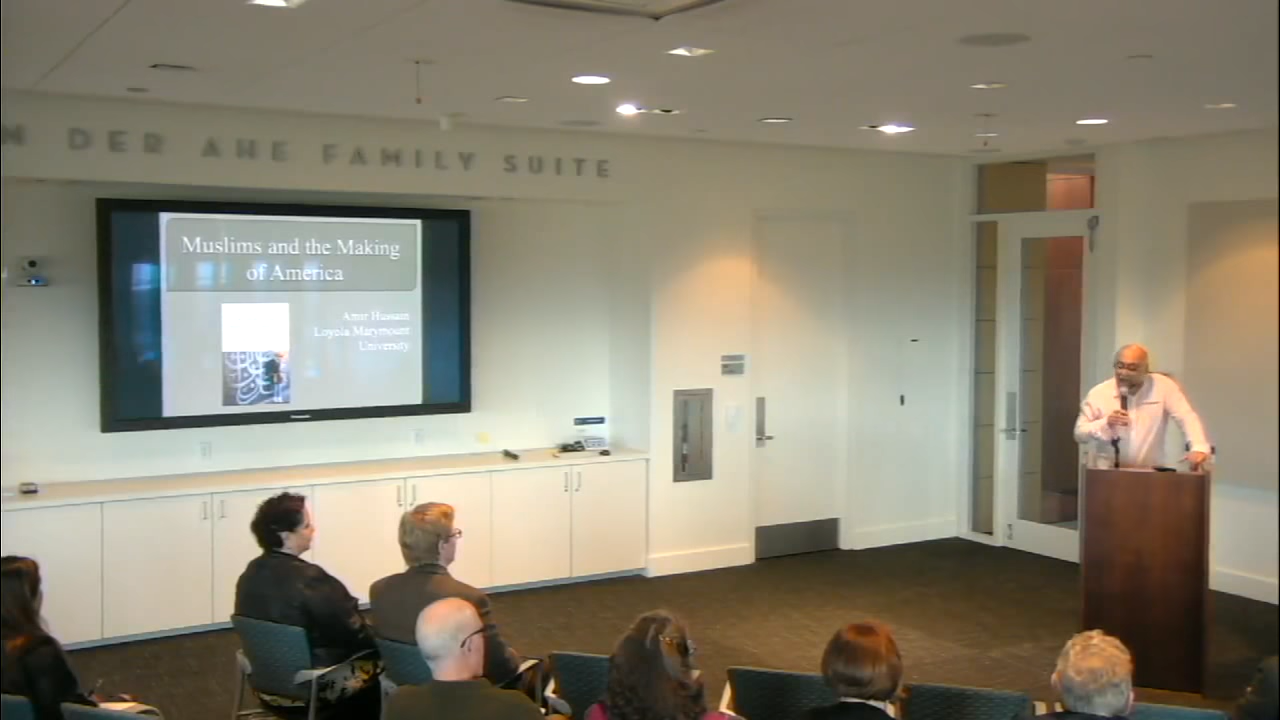 N DER AHE FAMILY SUITE
Muslims and the Making
of America
Amir Hussain
Loyola Marymount
University